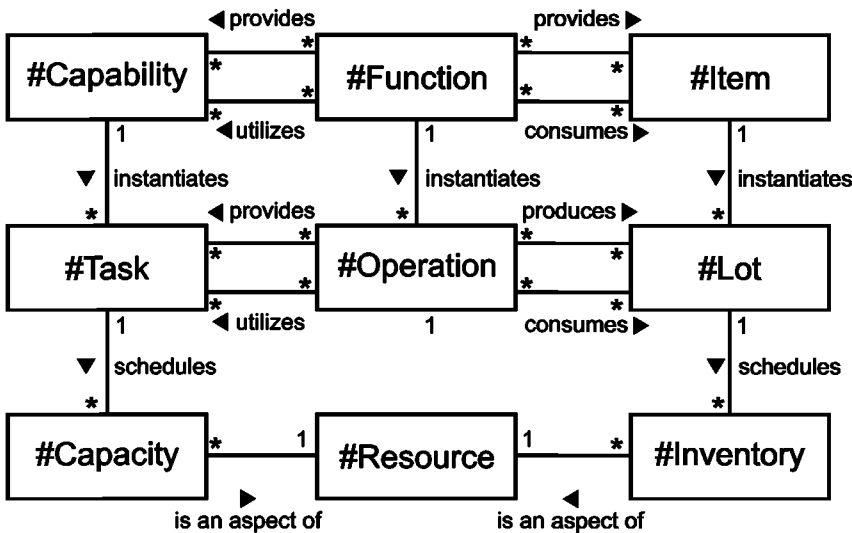 ◄ provides provides ►
* * * *
#Capability #Function #Item
* * * *
1 ◄ utilizes 1 consumes ► 1
▼ instantiates ▼ instantiates ▼ instantiates
* ◄ provides * produces ► *
* * * *
#Task #Operation #Lot
* * * *
1 ◄ utilizes 1 consumes ► 1
▼ schedules ▼ schedules
* *
#Capacity * 1 #Resource 1 * #Inventory
► ◄
is an aspect of is an aspect of